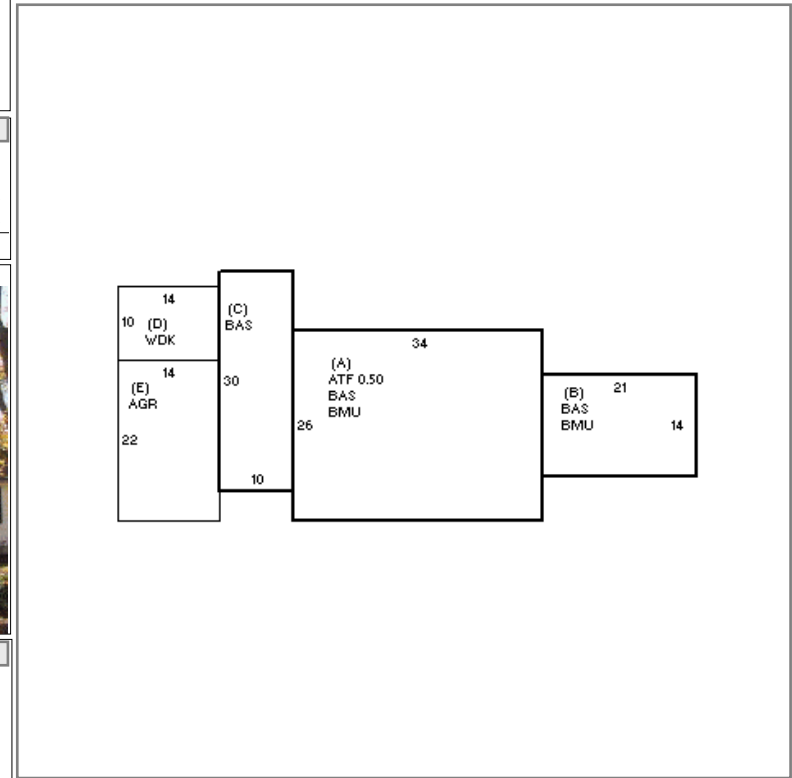 14
10
(D)
WDK
14
(E)
AGR
22
(C)
BAS
30
10
34
(A)
ATF 0.50
BAS
BMU
26
21
(B)
BAS
BMU
14